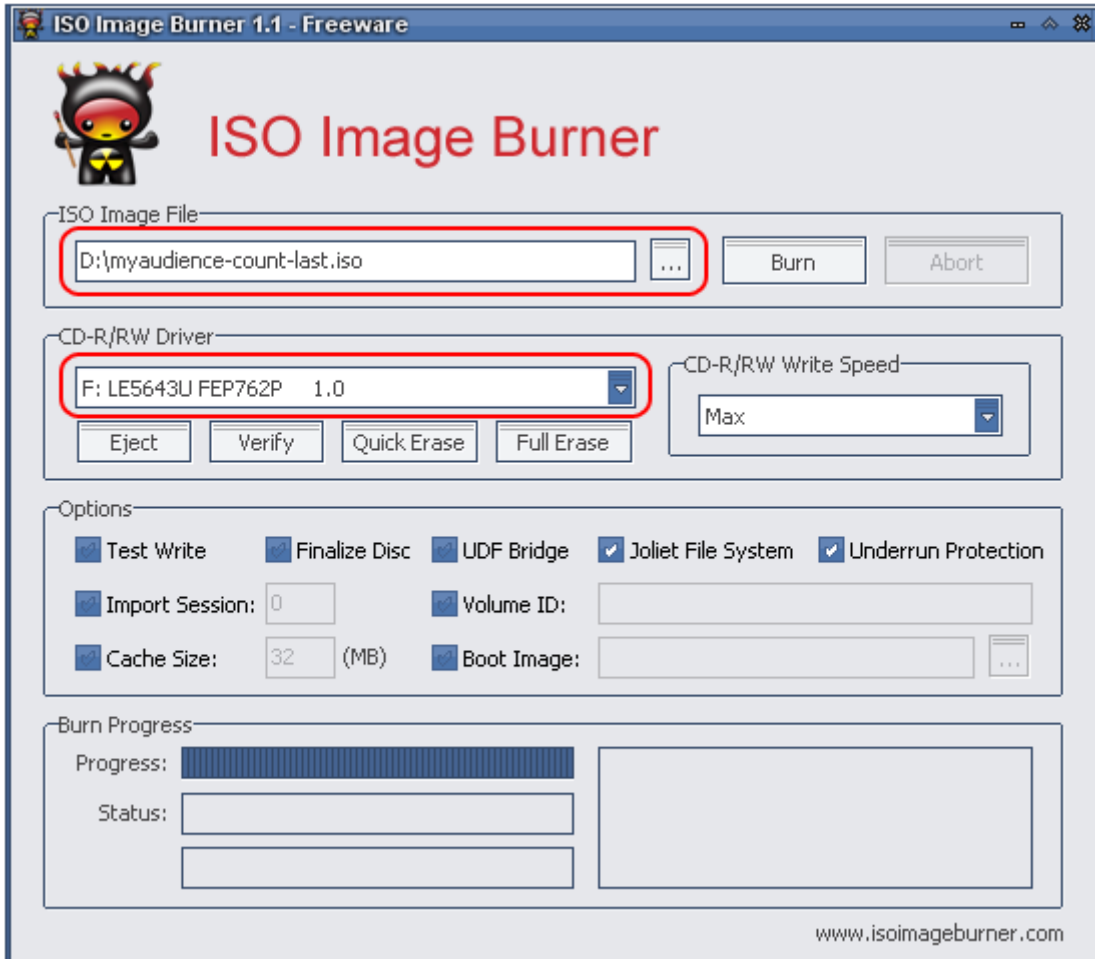 ISO Image Burner 1.1 - Freeware
ISO Image Burner
ISO Image File
D:\myaudience-count-last.iso ... Burn Abort
CD-R/RW Driver
F: LE5643U FEP762P 1.0
CD-R/RW Write Speed
Max
Eject Verify Quick Erase Full Erase
Options
Test Write Finalize Disc UDF Bridge Joliet File System Underrun Protection
Import Session: 0 Volume ID:
Cache Size: 32 (MB) Boot Image: ...
Burn Progress
Progress:
Status:
www.isoimageburner.com